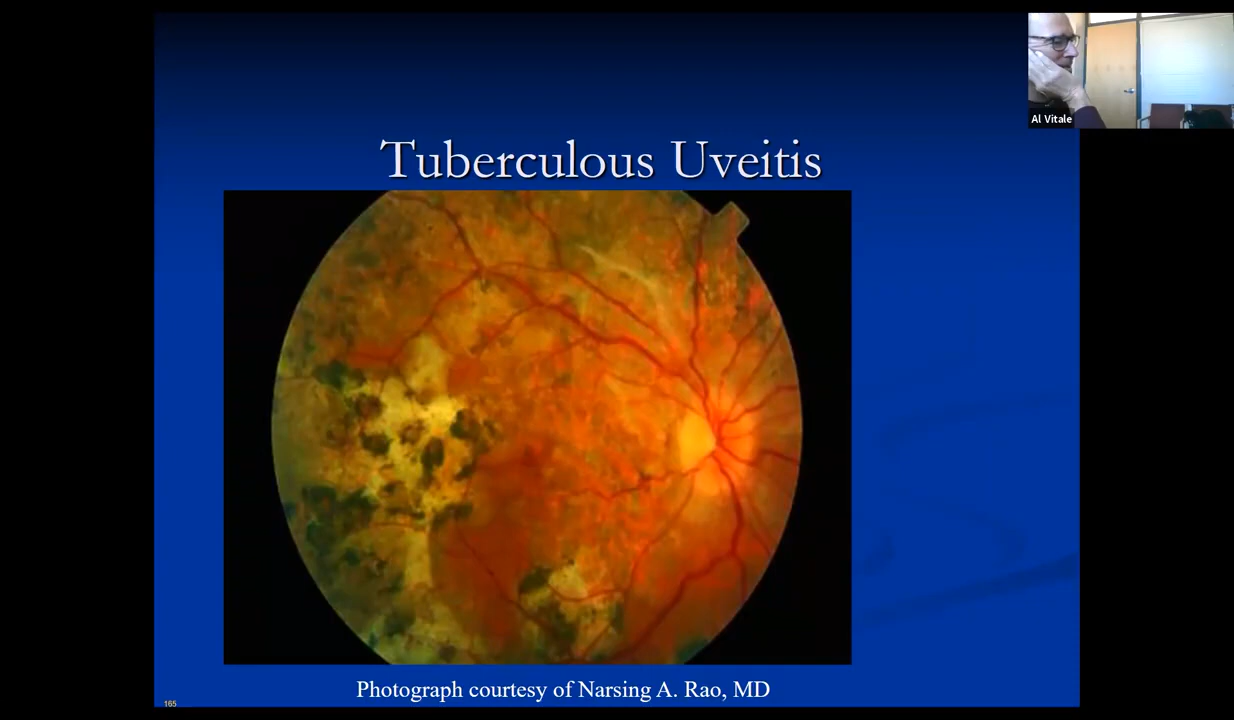 Al Vitale
Tuberculous Uveitis
Photograph courtesy of Narsing A. Rao, MD
165